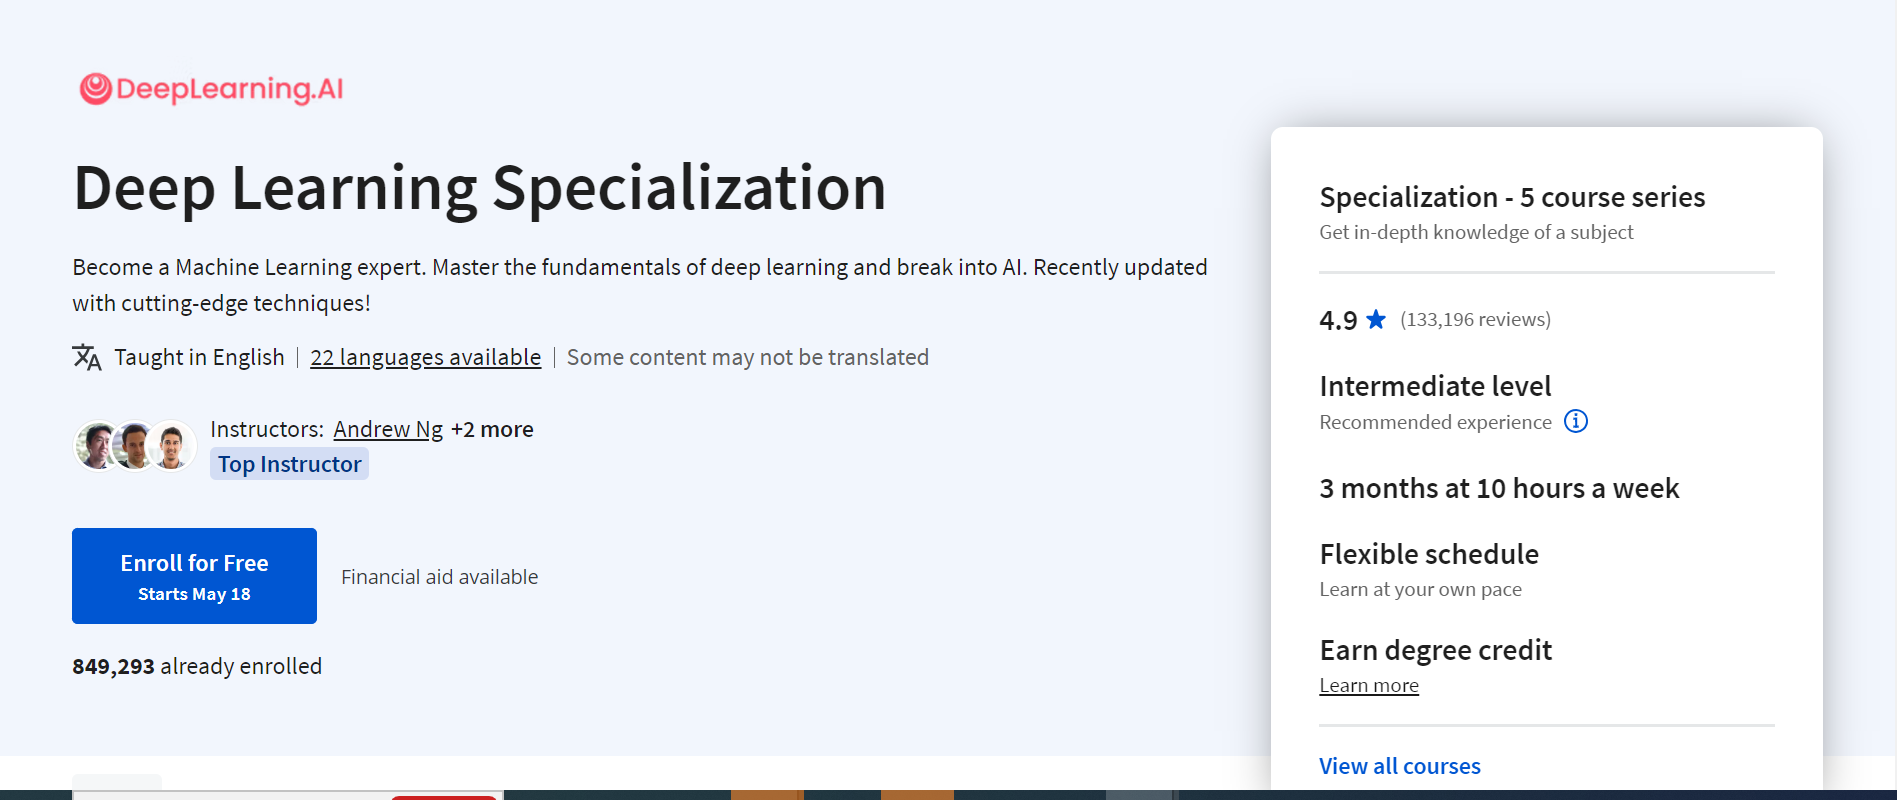 DeepLearning.AI
Deep Learning Specialization
Become a Machine Learning expert. Master the fundamentals of deep learning and break into AI. Recently updated
with cutting-edge techniques!
Taught in English | 22 languages available | Some content may not be translated
Instructors: Andrew Ng +2 more
Top Instructor
Enroll for Free
Starts May 18
Financial aid available
849,293 already enrolled
Specialization - 5 course series
Get in-depth knowledge of a subject
4.9 ★ (133,196 reviews)
Intermediate level
Recommended experience
3 months at 10 hours a week
Flexible schedule
Learn at your own pace
Earn degree credit
Learn more
View all courses